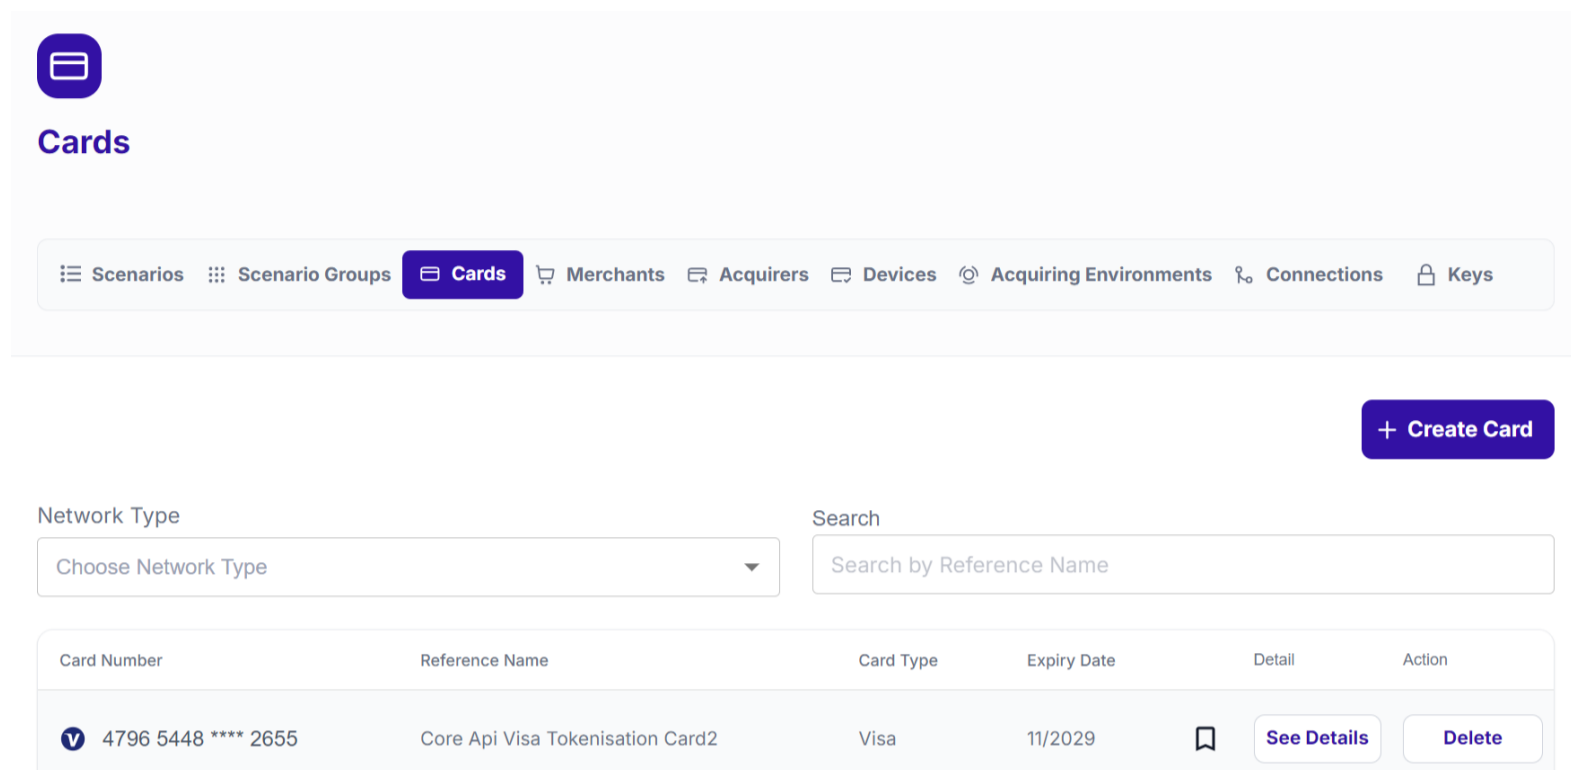 Cards
Scenarios Scenario Groups Cards Merchants Acquirers Devices Acquiring Environments Connections Keys
+ Create Card
Network Type
Choose Network Type
Search
Search by Reference Name
Card Number Reference Name Card Type Expiry Date Detail Action
V 4796 5448 **** 2655 Core Api Visa Tokenisation Card2 Visa 11/2029 See Details Delete